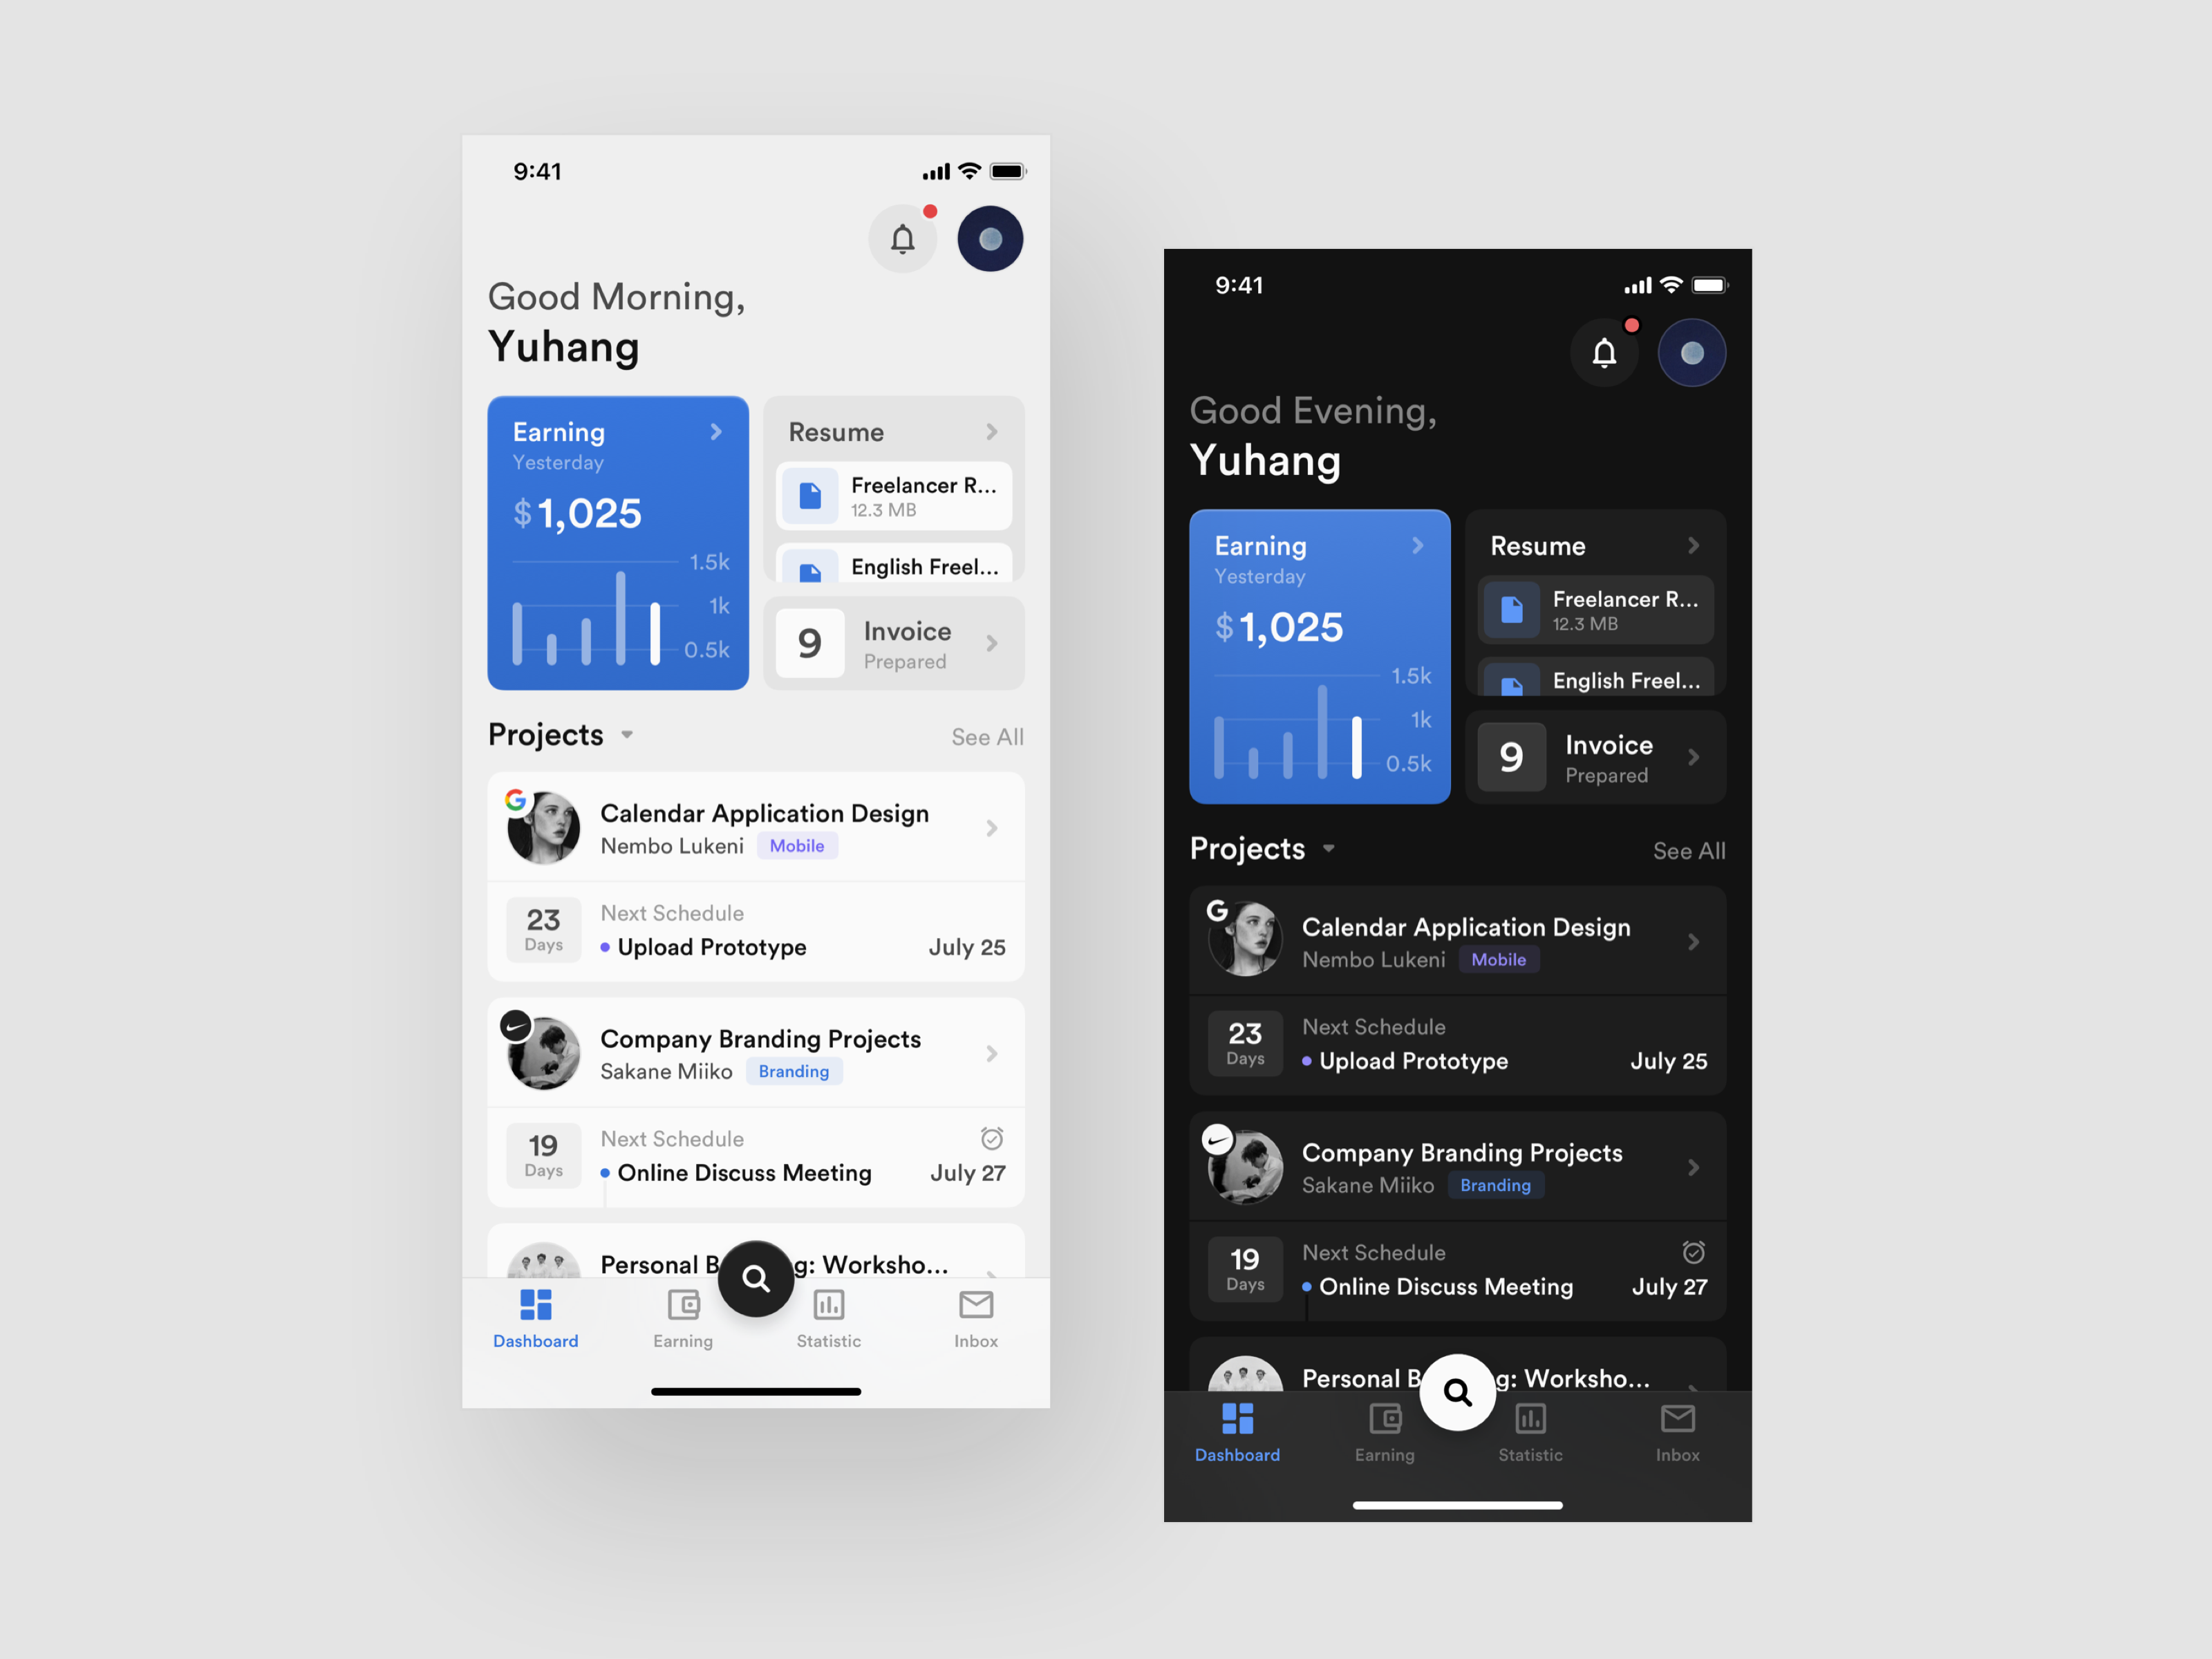 9:41
Good Morning,
Yuhang
Earning
Yesterday
$1,025
1.5k
1k
0.5k
Resume
Freelancer R...
12.3 MB
English Freel...
9
Invoice
Prepared
Projects
See All
Calendar Application Design
Nembo Lukeni Mobile
23
Days
Next Schedule
Upload Prototype July 25
Company Branding Projects
Sakane Miiko Branding
19
Days
Next Schedule
Online Discuss Meeting July 27
Personal B g: Worksho...
Dashboard Earning Statistic Inbox
9:41
Good Evening,
Yuhang
Earning
Yesterday
$1,025
1.5k
1k
0.5k
Resume
Freelancer R...
12.3 MB
English Freel...
9
Invoice
Prepared
Projects
See All
Calendar Application Design
Nembo Lukeni Mobile
23
Days
Next Schedule
Upload Prototype July 25
Company Branding Projects
Sakane Miiko Branding
19
Days
Next Schedule
Online Discuss Meeting July 27
Personal B g: Worksho...
Dashboard Earning Statistic Inbox